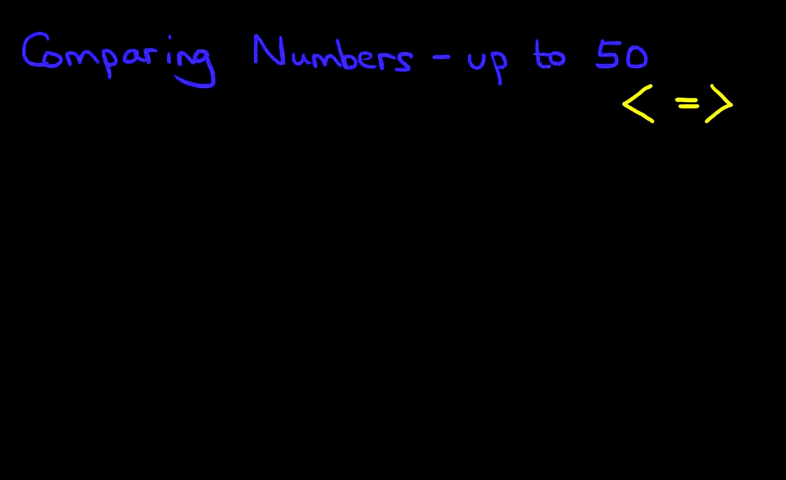 Comparing Numbers - up to 50
< = >